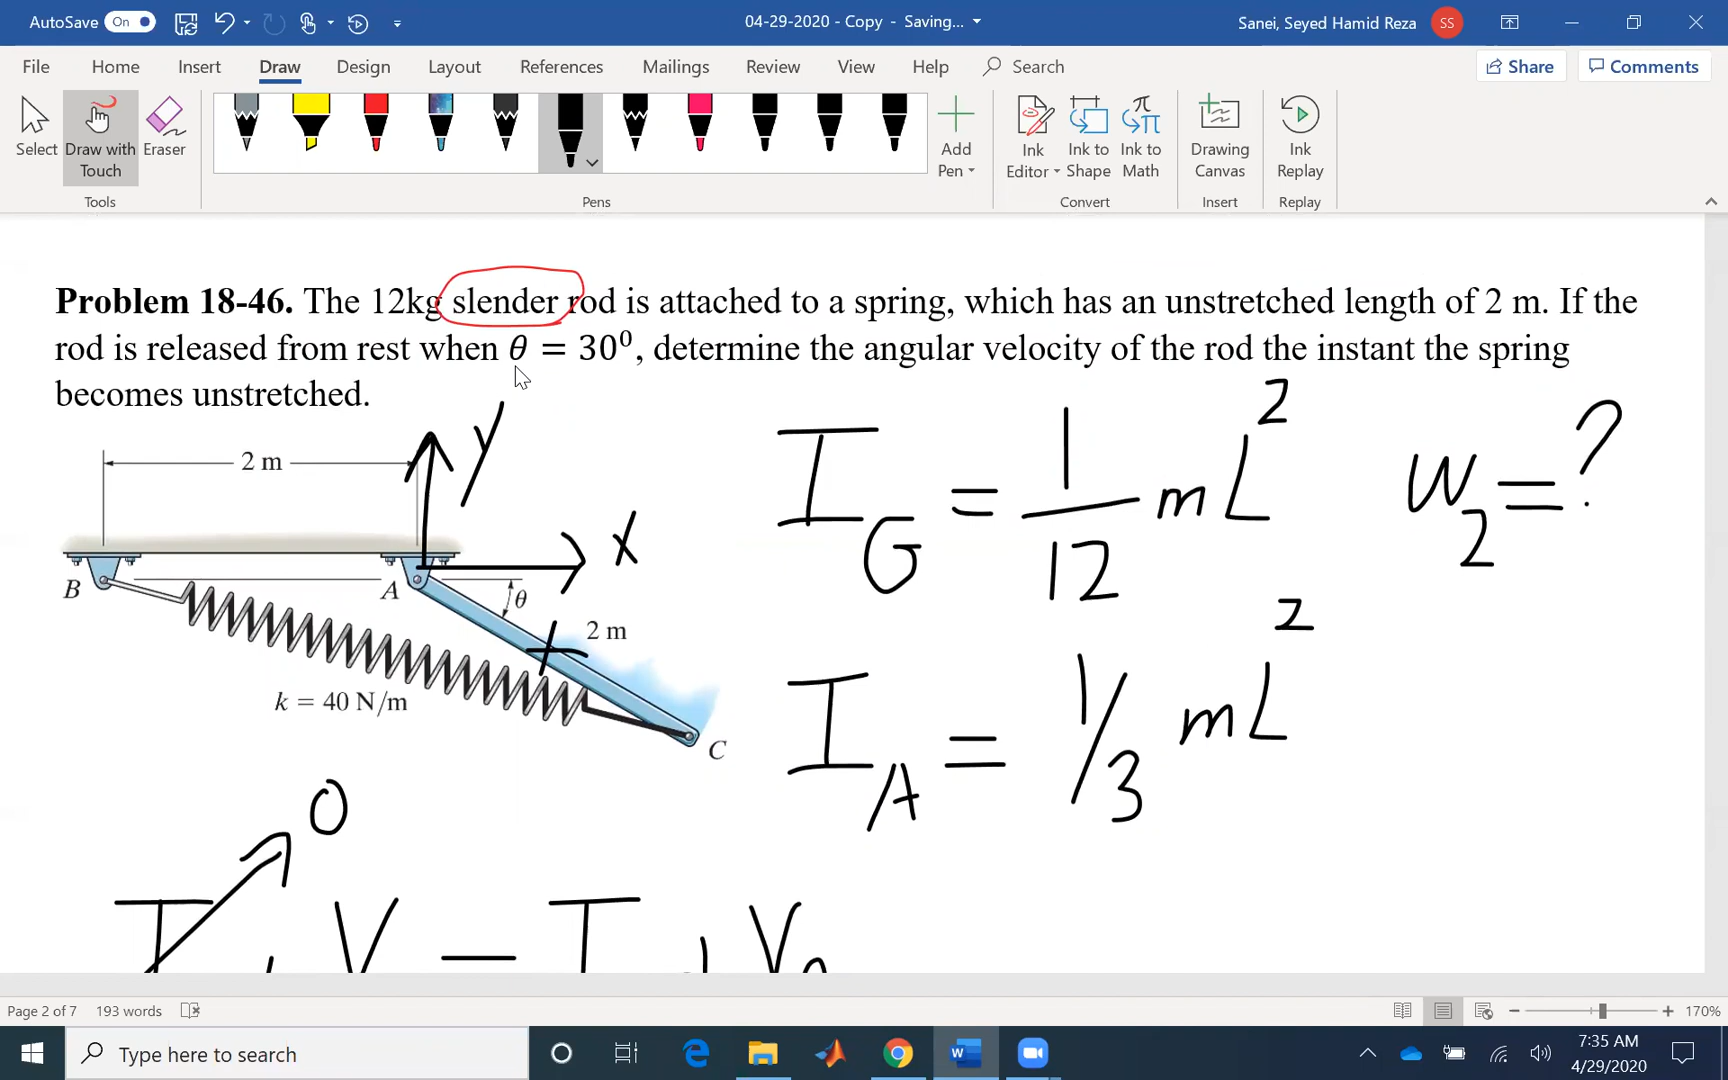 AutoSave On 04-29-2020 - Copy - Saving... Sanei, Seyed Hamid Reza SS
File Home Insert Draw Design Layout References Mailings Review View Help Search Share Comments
Select Draw with Touch Eraser Add Pen Ink Editor Ink to Shape Ink to Math Drawing Canvas Ink Replay
Tools Pens Convert Insert Replay
Problem 18-46. The 12kg slender rod is attached to a spring, which has an unstretched length of 2 m. If the
rod is released from rest when θ = 30⁰, determine the angular velocity of the rod the instant the spring
becomes unstretched.
2 m
y
x
B
A
θ
2 m
k = 40 N/m
C
I_G = 1/12 mL²
ω₂ = ?
I_A = 1/3 mL²
0
Page 2 of 7 193 words 170%
Type here to search
7:35 AM
4/29/2020